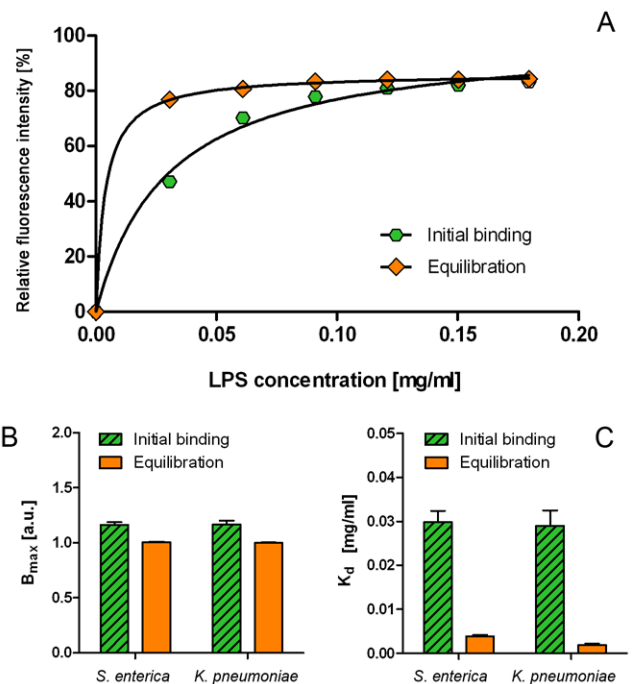 A
Relative fluorescence intensity [%]
100
80
60
40
20
0
0.00 0.05 0.10 0.15 0.20
LPS concentration [mg/ml]
Initial binding
Equilibration
B
Bmax [a.u.]
2.0
1.5
1.0
0.5
0.0
Initial binding
Equilibration
S. enterica K. pneumoniae
C
Kd [mg/ml]
0.05
0.04
0.03
0.02
0.01
0.00
Initial binding
Equilibration
S. enterica K. pneumoniae